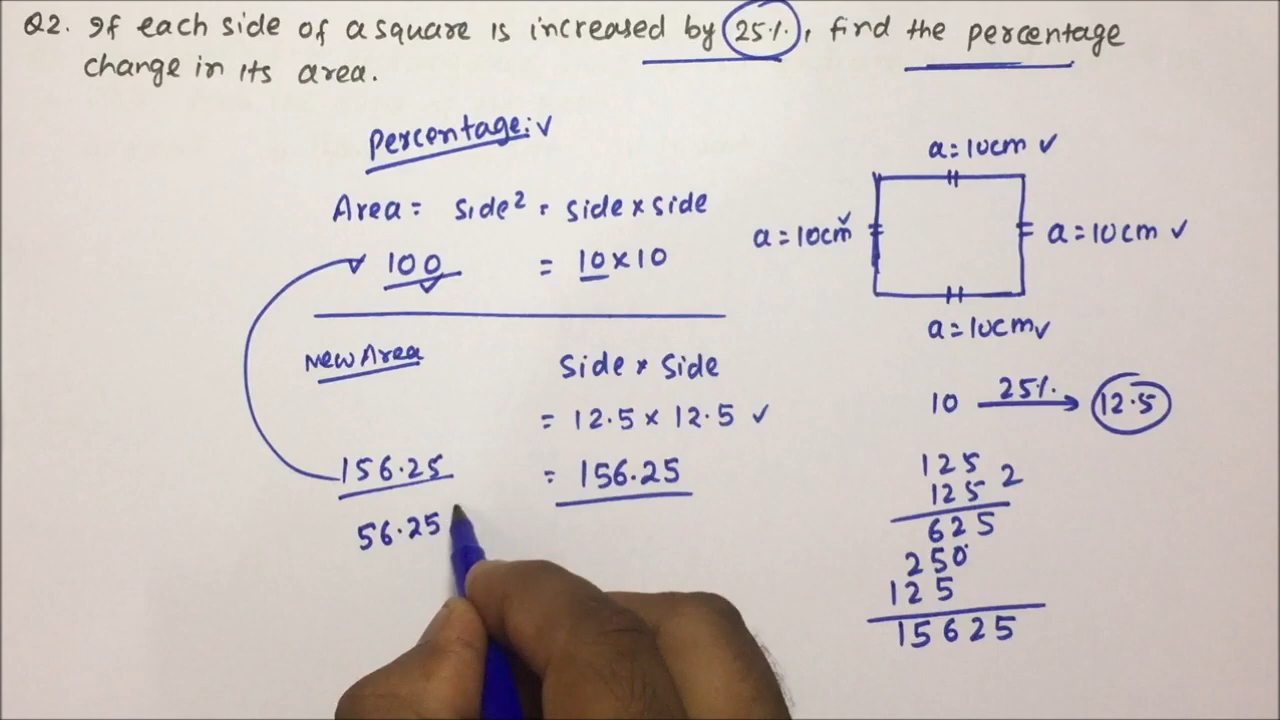 Q2. If each side of a square is increased by 25%, find the percentage
change in its area.
Percentage:
Area = side² = side × side
100 = 10 × 10
New Area
side × side
= 12.5 × 12.5
156.25 = 156.25
56.25
a = 10cm
a = 10cm
a = 10cm
a = 10cm
10 25% 12.5
125
125 2
625
250
125
15625